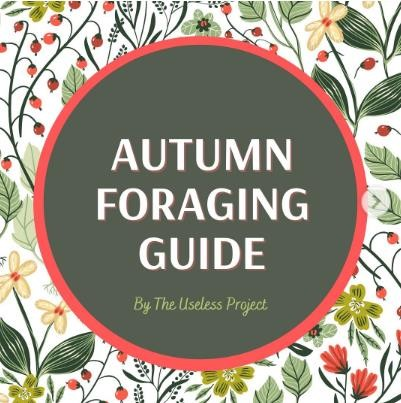 AUTUMN
FORAGING
GUIDE
By The Useless Project